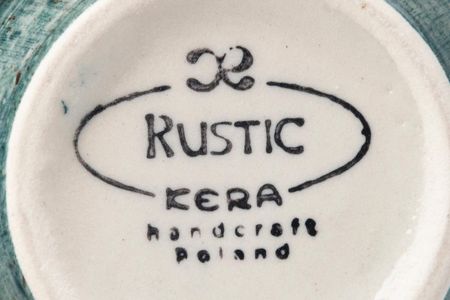 RUSTIC
KERA
handcraft
Poland